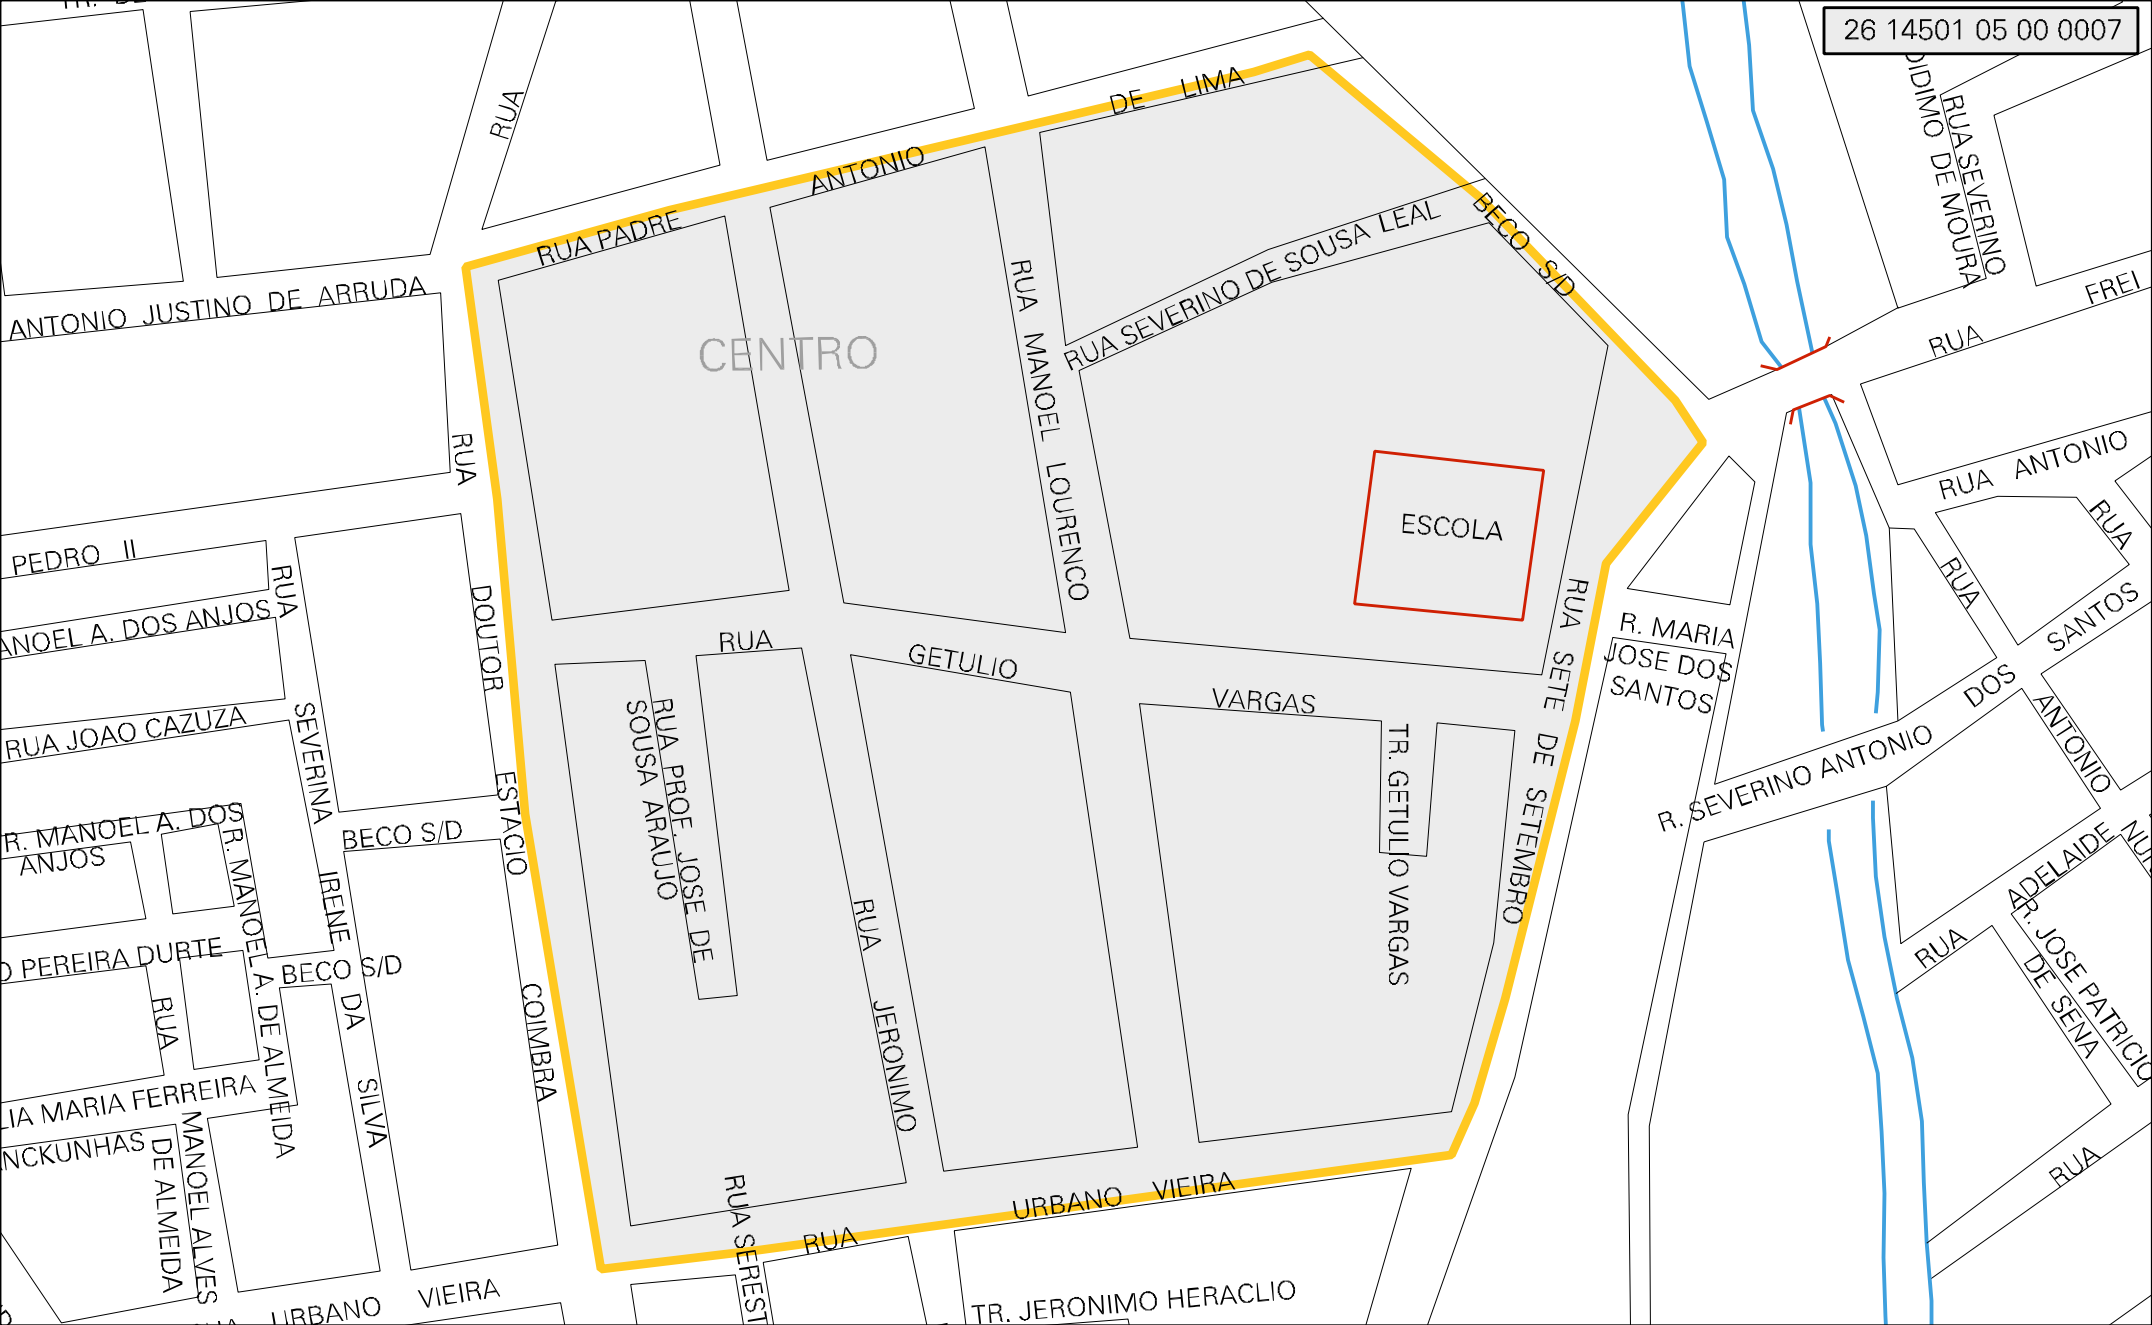 26 14501 05 00 0007
RUA
DE LIMA
ANTONIO
RUA PADRE
DIDIMO DE MOURA
RUA SEVERINO
BECO S/D
RUA SEVERINO DE SOUSA LEAL
ANTONIO JUSTINO DE ARRUDA
CENTRO
RUA MANOEL LOURENCO
FREI
RUA
RUA ANTONIO
RUA
RUA
DOUTOR
ESTACIO
COIMBRA
PEDRO II
ESCOLA
RUA SETE DE SETEMBRO
RUA
SEVERINA
IRENE
DA
SILVA
ANOEL A. DOS ANJOS
RUA JOAO CAZUZA
RUA
GETULIO
VARGAS
R. MARIA
JOSE DOS
SANTOS
RUA
ANTONIO
DOS
SANTOS
R. SEVERINO ANTONIO
RUA PROF. JOSE DE
SOUSA ARAUJO
TR. GETULIO VARGAS
R. MANOEL A. DOS
ANJOS
R. MANOEL A. DE ALMEIDA
BECO S/D
BECO S/D
O PEREIRA DURTE
RUA
RUA
JERONIMO
RUA
ADELAIDE
R. JOSE PATRICIO
DE SENA
LIA MARIA FERREIRA
NCKUNHAS
MANOEL ALVES
DE ALMEIDA
RUA
RUA SEREST
RUA
URBANO VIEIRA
URBANO VIEIRA
TR. JERONIMO HERACLIO